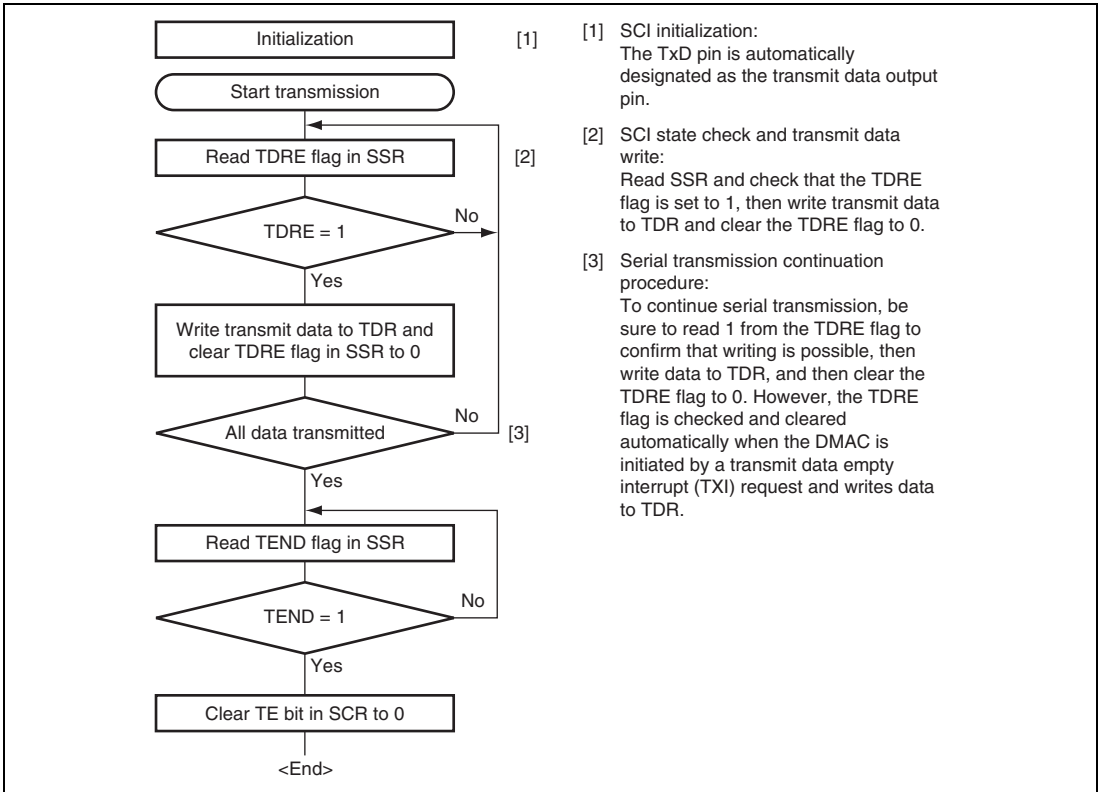 Initialization [1]
Start transmission
Read TDRE flag in SSR [2]
TDRE = 1
No
Yes
Write transmit data to TDR and
clear TDRE flag in SSR to 0
All data transmitted
No
[3]
Yes
Read TEND flag in SSR
TEND = 1
No
Yes
Clear TE bit in SCR to 0
<End>
[1] SCI initialization:
The TxD pin is automatically
designated as the transmit data output
pin.
[2] SCI state check and transmit data
write:
Read SSR and check that the TDRE
flag is set to 1, then write transmit data
to TDR and clear the TDRE flag to 0.
[3] Serial transmission continuation
procedure:
To continue serial transmission, be
sure to read 1 from the TDRE flag to
confirm that writing is possible, then
write data to TDR, and then clear the
TDRE flag to 0. However, the TDRE
flag is checked and cleared
automatically when the DMAC is
initiated by a transmit data empty
interrupt (TXI) request and writes data
to TDR.